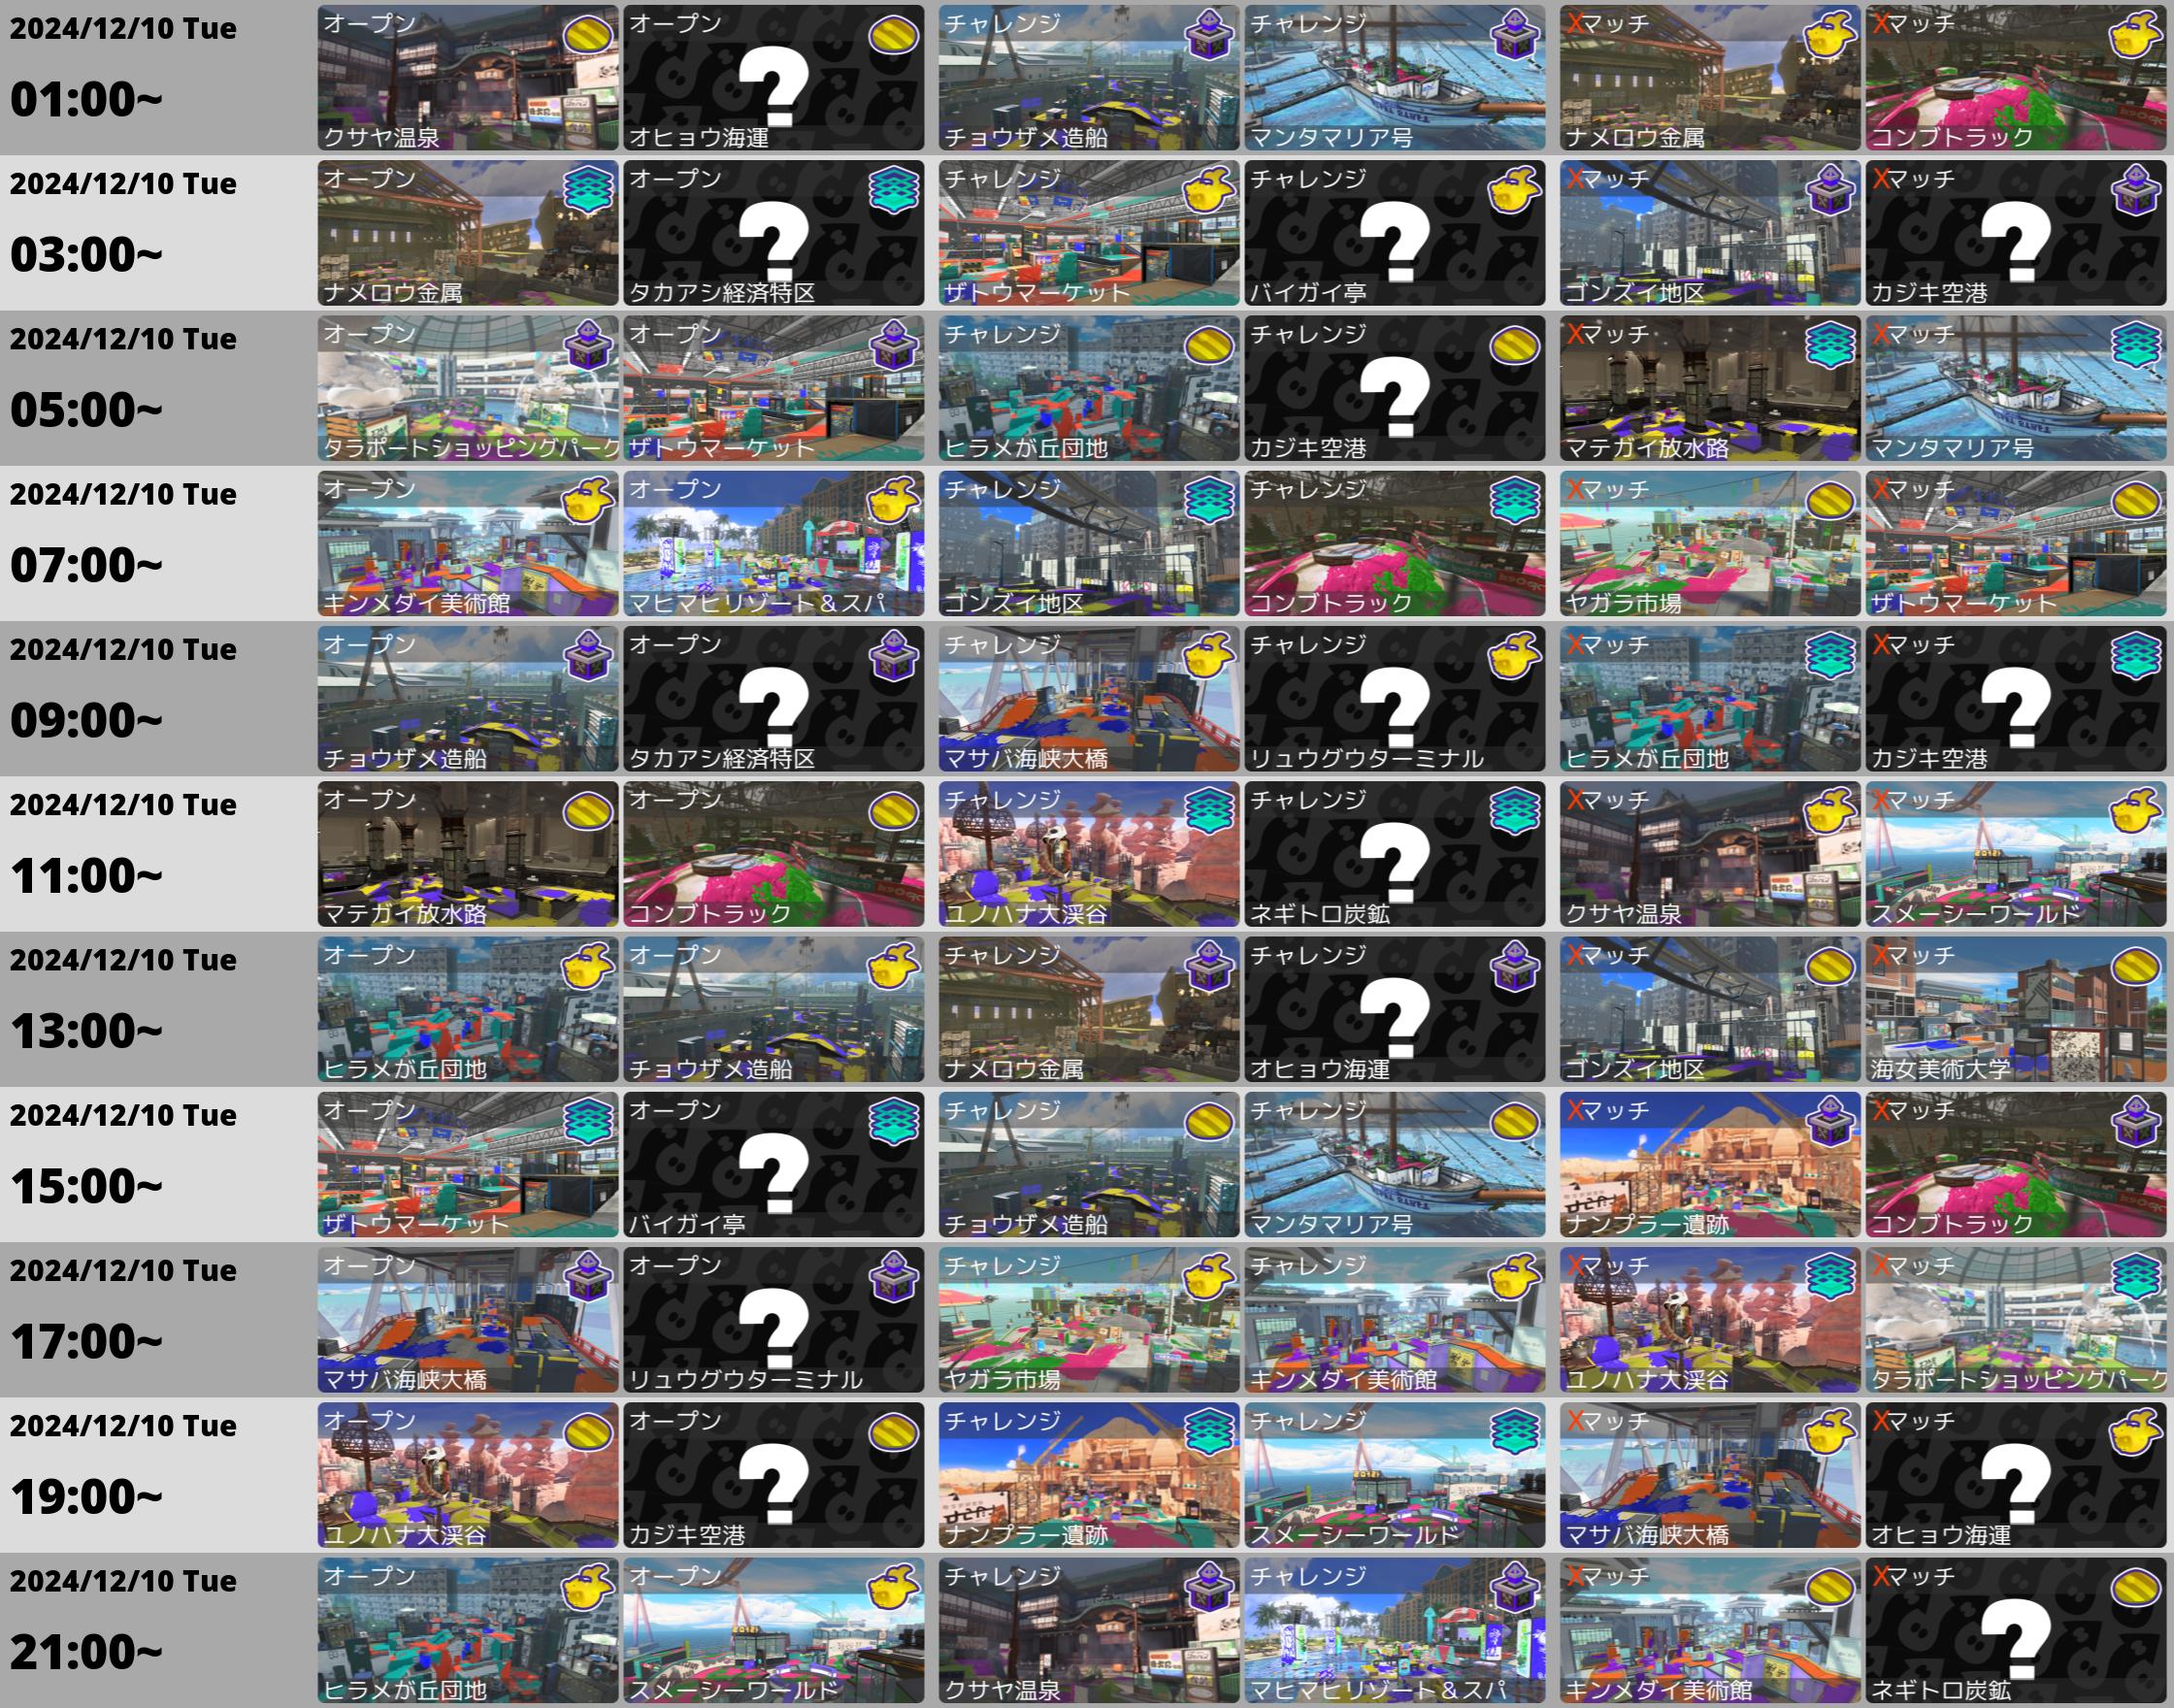 2024/12/10 Tue
01:00~
オープン
クサヤ温泉
オープン
オヒョウ海運
チャレンジ
チョウザメ造船
チャレンジ
マンタマリア号
Xマッチ
ナメロウ金属
Xマッチ
コンブトラック
2024/12/10 Tue
03:00~
オープン
ナメロウ金属
オープン
タカアシ経済特区
チャレンジ
ザトウマーケット
チャレンジ
バイガイ亭
Xマッチ
ゴンズイ地区
Xマッチ
カジキ空港
2024/12/10 Tue
05:00~
オープン
タラポートショッピングパーク
オープン
ザトウマーケット
チャレンジ
ヒラメが丘団地
チャレンジ
カジキ空港
Xマッチ
マテガイ放水路
Xマッチ
マンタマリア号
2024/12/10 Tue
07:00~
オープン
キンメダイ美術館
オープン
マヒマヒリゾート＆スパ
チャレンジ
ゴンズイ地区
チャレンジ
コンブトラック
Xマッチ
ヤガラ市場
Xマッチ
ザトウマーケット
2024/12/10 Tue
09:00~
オープン
チョウザメ造船
オープン
タカアシ経済特区
チャレンジ
マサバ海峡大橋
チャレンジ
リュウグウターミナル
Xマッチ
ヒラメが丘団地
Xマッチ
カジキ空港
2024/12/10 Tue
11:00~
オープン
マテガイ放水路
オープン
コンブトラック
チャレンジ
ユノハナ大渓谷
チャレンジ
ネギトロ炭鉱
Xマッチ
クサヤ温泉
Xマッチ
スメーシーワールド
2024/12/10 Tue
13:00~
オープン
ヒラメが丘団地
オープン
チョウザメ造船
チャレンジ
ナメロウ金属
チャレンジ
オヒョウ海運
Xマッチ
ゴンズイ地区
Xマッチ
海女美術大学
2024/12/10 Tue
15:00~
オープン
ザトウマーケット
オープン
バイガイ亭
チャレンジ
チョウザメ造船
チャレンジ
マンタマリア号
Xマッチ
ナンプラー遺跡
Xマッチ
コンブトラック
2024/12/10 Tue
17:00~
オープン
マサバ海峡大橋
オープン
リュウグウターミナル
チャレンジ
ヤガラ市場
チャレンジ
キンメダイ美術館
Xマッチ
ユノハナ大渓谷
Xマッチ
タラポートショッピングパーク
2024/12/10 Tue
19:00~
オープン
ユノハナ大渓谷
オープン
カジキ空港
チャレンジ
ナンプラー遺跡
チャレンジ
スメーシーワールド
Xマッチ
マサバ海峡大橋
Xマッチ
オヒョウ海運
2024/12/10 Tue
21:00~
オープン
ヒラメが丘団地
オープン
スメーシーワールド
チャレンジ
クサヤ温泉
チャレンジ
マヒマヒリゾート＆スパ
Xマッチ
キンメダイ美術館
Xマッチ
ネギトロ炭鉱